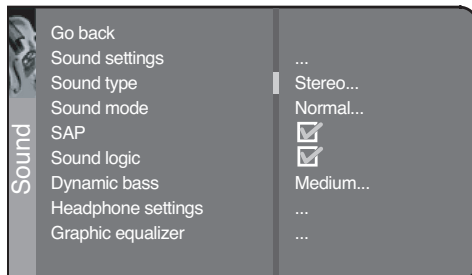 Sound
Go back
Sound settings ...
Sound type Stereo...
Sound mode Normal...
SAP
Sound logic
Dynamic bass Medium...
Headphone settings ...
Graphic equalizer ...